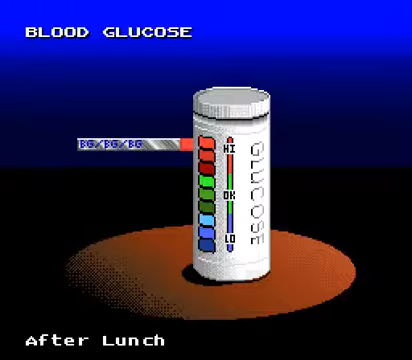 BLOOD GLUCOSE
BG/BG/BG
HI
OK
LO
GLUCOSE
After Lunch